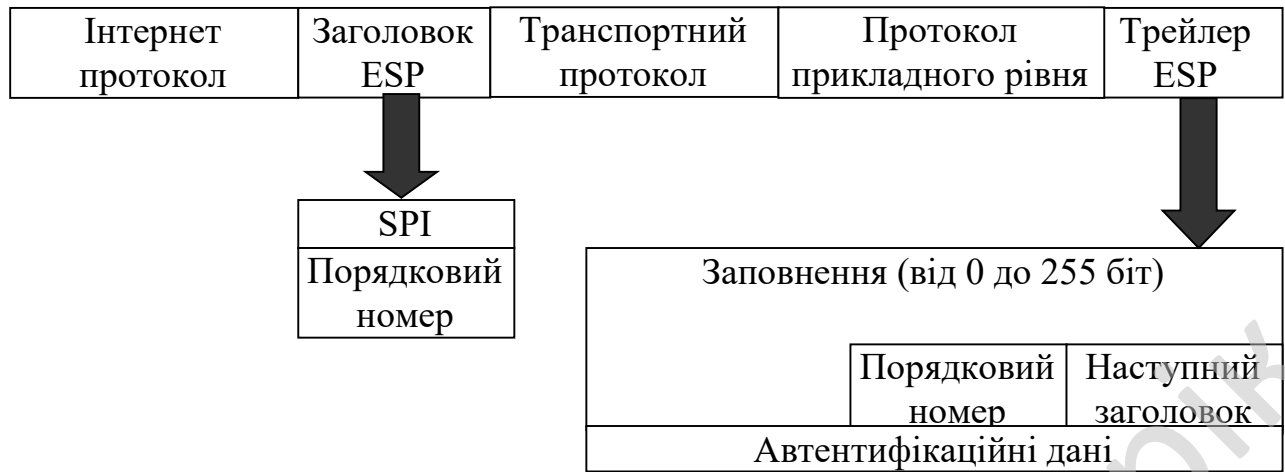 Інтернет
протокол
Заголовок
ESP
Транспортний
протокол
Протокол
прикладного рівня
Трейлер
ESP
SPI
Порядковий
номер
Заповнення (від 0 до 255 біт)
Порядковий
номер
Наступний
заголовок
Автентифікаційні дані